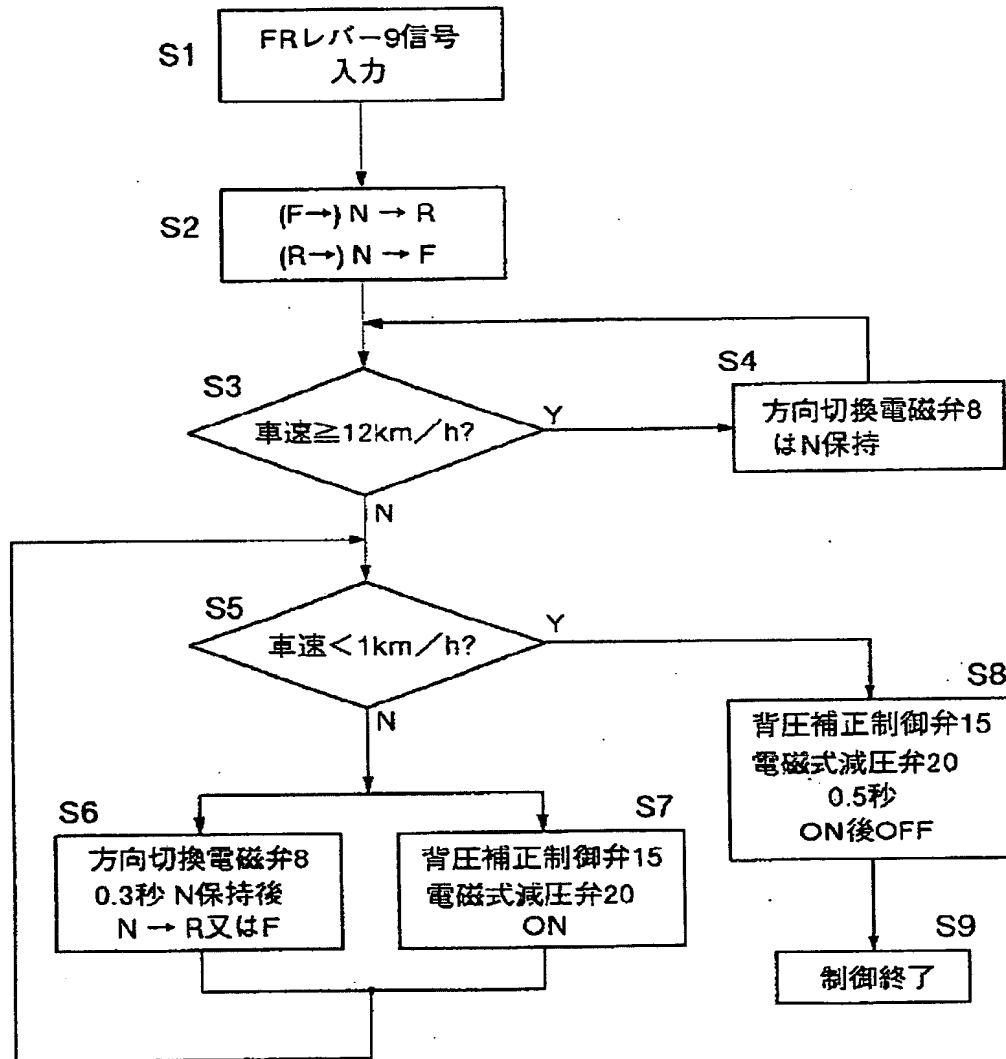 S1
FRレバー9信号
入力
S2
(F→) N → R
(R→) N → F
S3
車速≧12km／h?
Y
N
S4
方向切換電磁弁8
はN保持
S5
車速＜1km／h?
Y
N
S6
方向切換電磁弁8
0.3秒 N保持後
N → R又はF
S7
背圧補正制御弁15
電磁式減圧弁20
ON
S8
背圧補正制御弁15
電磁式減圧弁20
0.5秒
ON後OFF
S9
制御終了